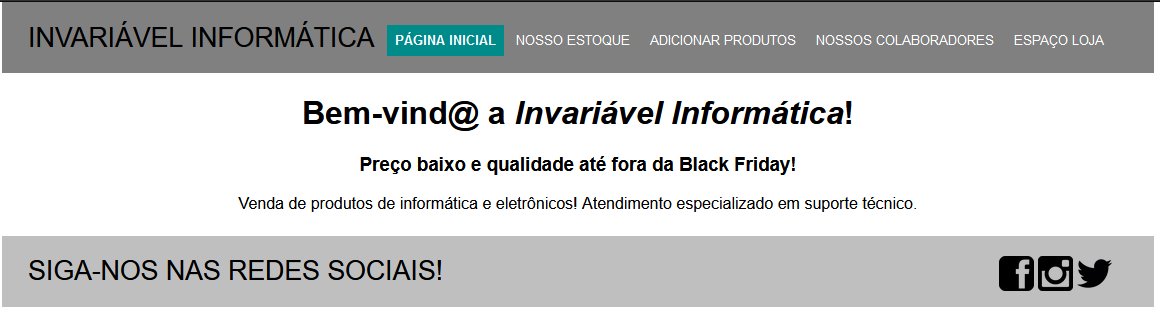 INVARIÁVEL INFORMÁTICA PÁGINA INICIAL NOSSO ESTOQUE ADICIONAR PRODUTOS NOSSOS COLABORADORES ESPAÇO LOJA
Bem-vind@ a Invariável Informática!
Preço baixo e qualidade até fora da Black Friday!
Venda de produtos de informática e eletrônicos! Atendimento especializado em suporte técnico.
SIGA-NOS NAS REDES SOCIAIS!